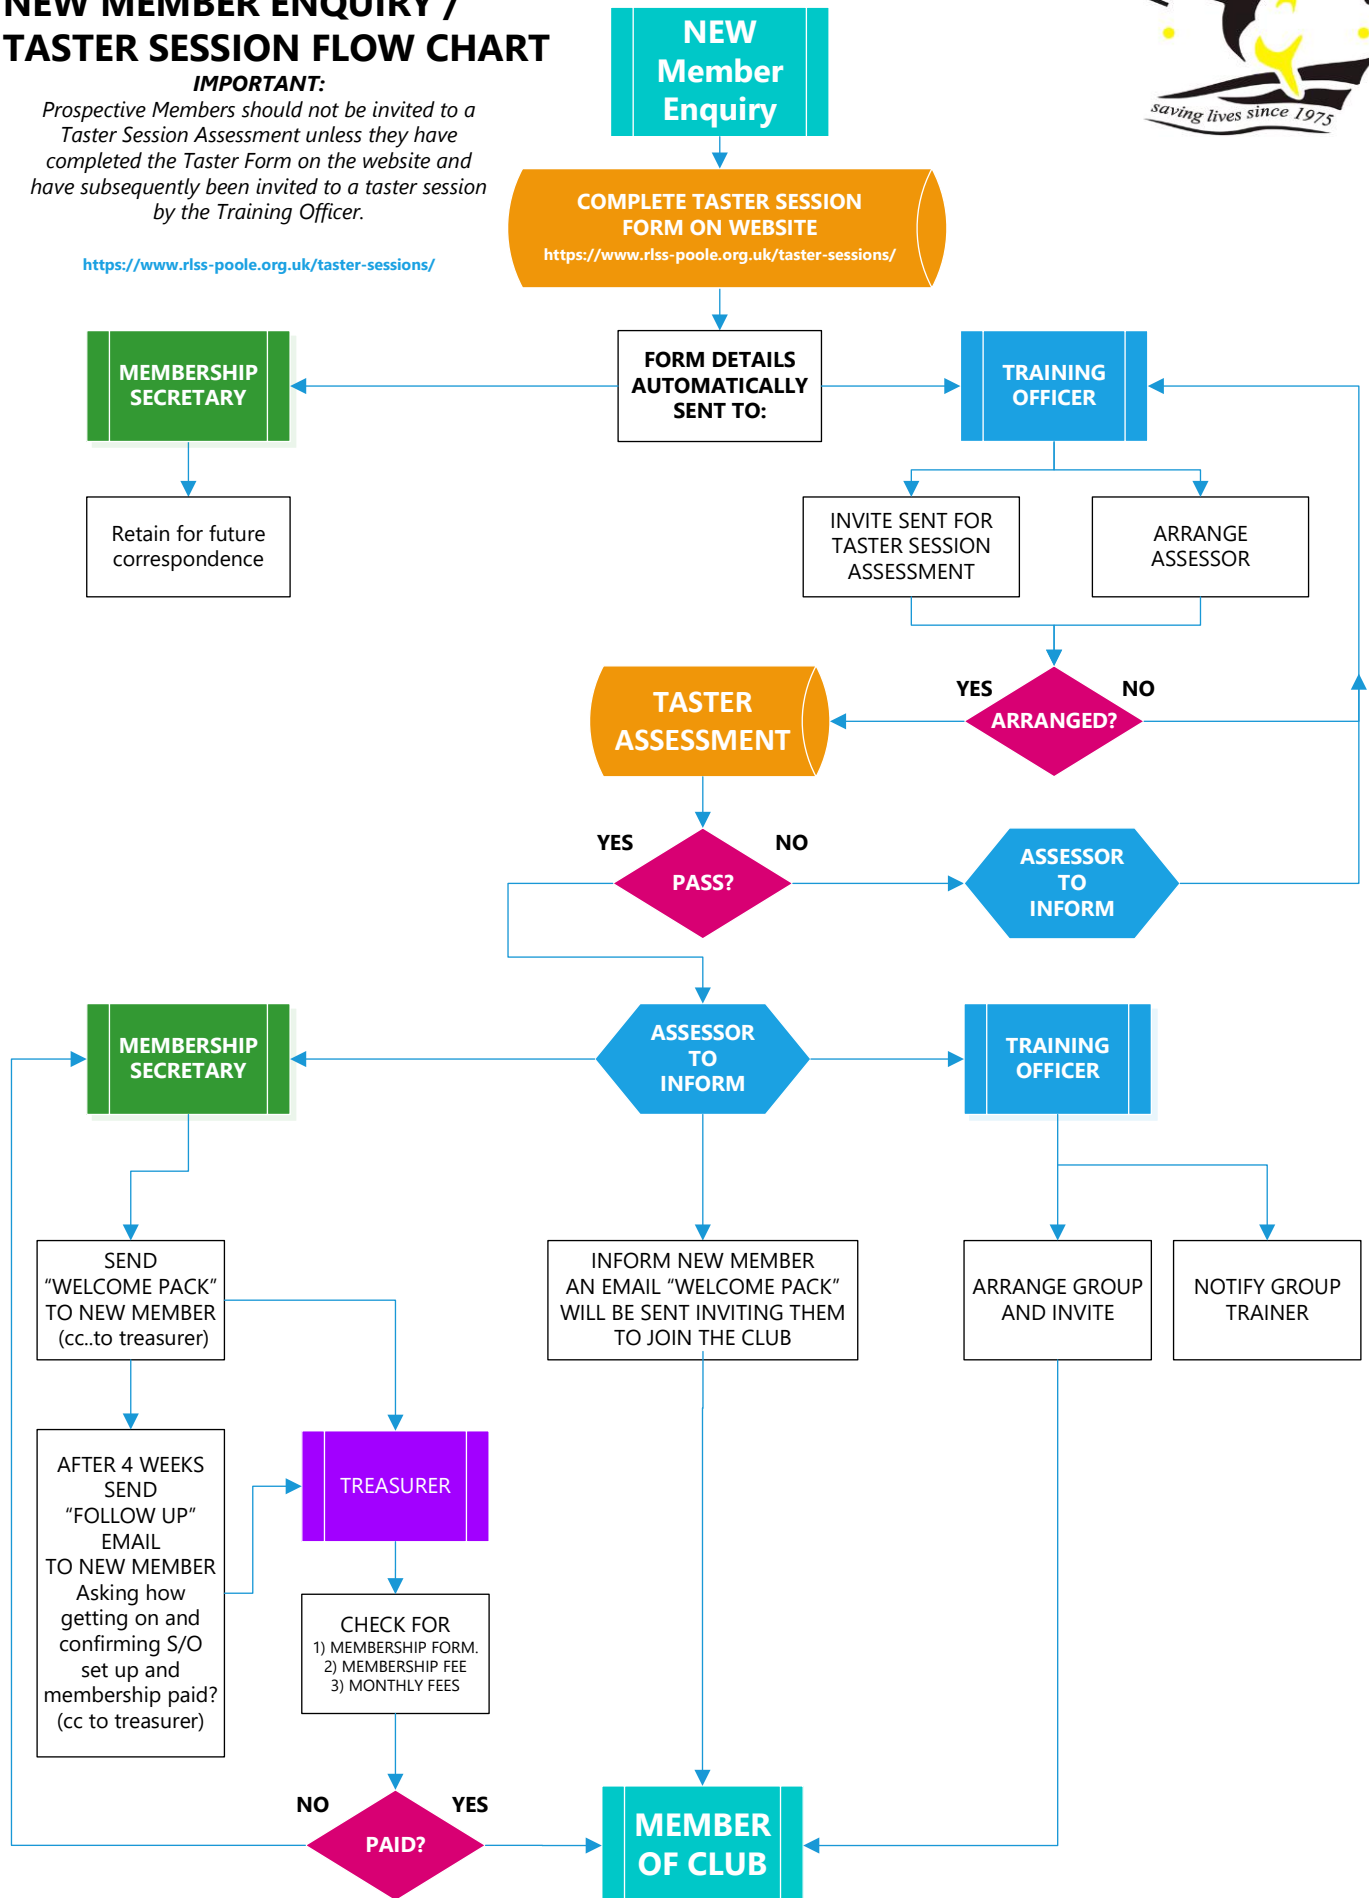 NEW MEMBER ENQUIRY /
TASTER SESSION FLOW CHART
IMPORTANT:
Prospective Members should not be invited to a
Taster Session Assessment unless they have
completed the Taster Form on the website and
have subsequently been invited to a taster session
by the Training Officer.
https://www.rlss-poole.org.uk/taster-sessions/
NEW
Member
Enquiry
saving lives since 1975
COMPLETE TASTER SESSION
FORM ON WEBSITE
https://www.rlss-poole.org.uk/taster-sessions/
MEMBERSHIP
SECRETARY
FORM DETAILS
AUTOMATICALLY
SENT TO:
TRAINING
OFFICER
Retain for future
correspondence
INVITE SENT FOR
TASTER SESSION
ASSESSMENT
ARRANGE
ASSESSOR
TASTER
ASSESSMENT
YES
NO
ARRANGED?
YES
NO
PASS?
ASSESSOR
TO
INFORM
MEMBERSHIP
SECRETARY
ASSESSOR
TO
INFORM
TRAINING
OFFICER
SEND
“WELCOME PACK”
TO NEW MEMBER
(cc..to treasurer)
INFORM NEW MEMBER
AN EMAIL “WELCOME PACK”
WILL BE SENT INVITING THEM
TO JOIN THE CLUB
ARRANGE GROUP
AND INVITE
NOTIFY GROUP
TRAINER
AFTER 4 WEEKS
SEND
“FOLLOW UP”
EMAIL
TO NEW MEMBER
Asking how
getting on and
confirming S/O
set up and
membership paid?
(cc to treasurer)
TREASURER
CHECK FOR
1) MEMBERSHIP FORM.
2) MEMBERSHIP FEE
3) MONTHLY FEES
NO
YES
PAID?
MEMBER
OF CLUB